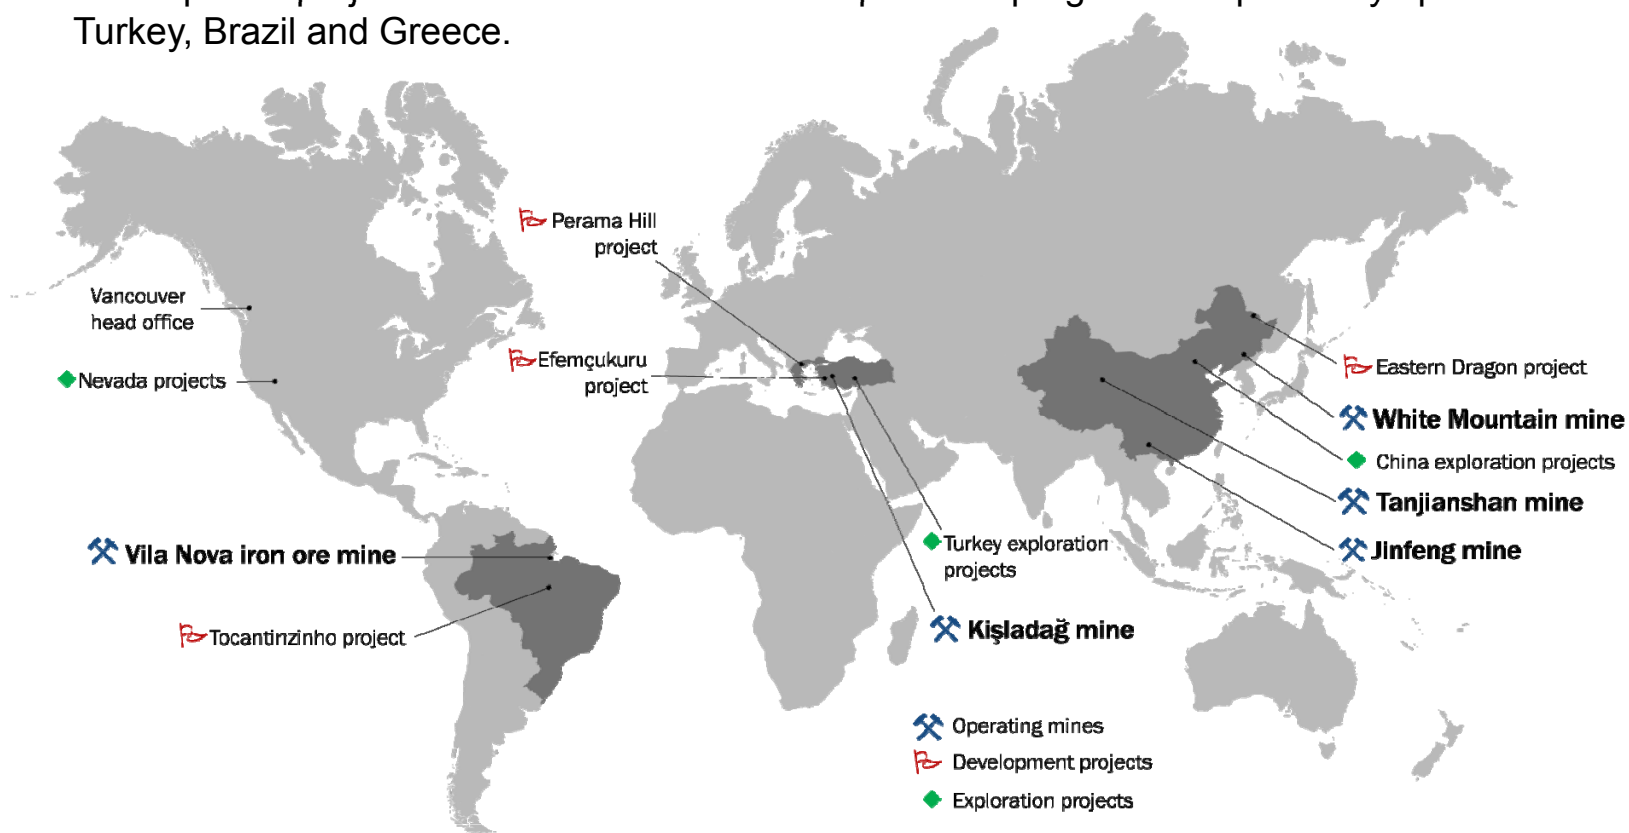 Turkey, Brazil and Greece.
Perama Hill
project
Vancouver
head office
Efemçukuru
project
Nevada projects
Eastern Dragon project
White Mountain mine
China exploration projects
Tanjianshan mine
Jinfeng mine
Vila Nova iron ore mine
Turkey exploration
projects
Tocantinzinho project
Kişladağ mine
Operating mines
Development projects
Exploration projects